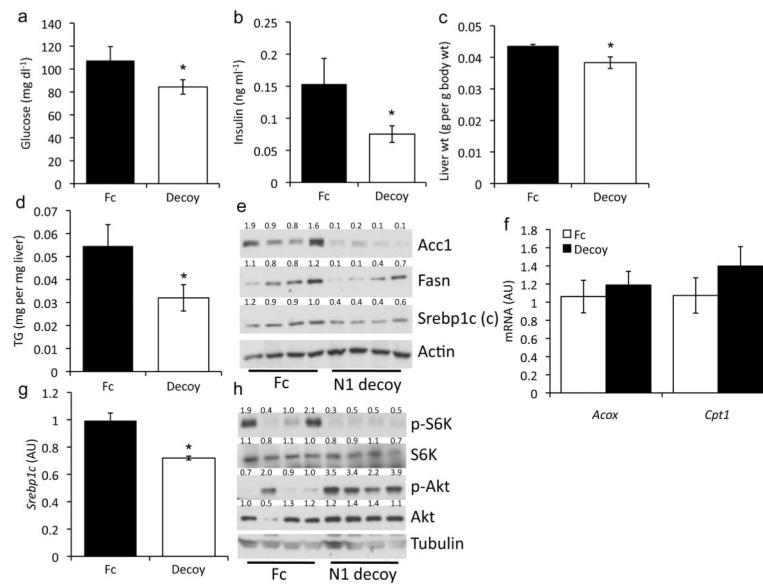 a
Glucose (mg dl-1)
140
120
100
80
60
40
20
0
*
Fc Decoy
b
Insulin (ng ml-1)
0.25
0.2
0.15
0.1
0.05
0
*
Fc Decoy
c
Liver wt (g per g body wt)
0.05
0.04
0.03
0.02
0.01
0
*
Fc Decoy
d
TG (mg per mg liver)
0.07
0.06
0.05
0.04
0.03
0.02
0.01
0
*
Fc Decoy
e
1.9 0.9 0.8 1.6 0.1 0.2 0.1 0.1
Acc1
1.1 0.8 0.8 1.2 0.1 0.1 0.4 0.7
Fasn
1.2 0.9 0.9 1.0 0.4 0.4 0.4 0.6
Srebp1c (c)
Actin
Fc N1 decoy
f
Fc
Decoy
mRNA (AU)
1.8
1.6
1.4
1.2
1
0.8
0.6
0.4
0.2
0
Acox Cpt1
g
Srebp1c (AU)
1
0.8
0.6
0.4
0.2
0
*
Fc Decoy
h
1.9 0.4 1.0 2.1 0.3 0.5 0.5 0.5
p-S6K
1.1 0.8 1.1 1.0 0.8 0.9 1.1 0.7
S6K
0.7 2.0 0.9 1.0 3.5 3.4 2.2 3.9
p-Akt
1.0 0.5 1.3 1.2 1.2 1.4 1.4 1.1
Akt
Tubulin
Fc N1 decoy